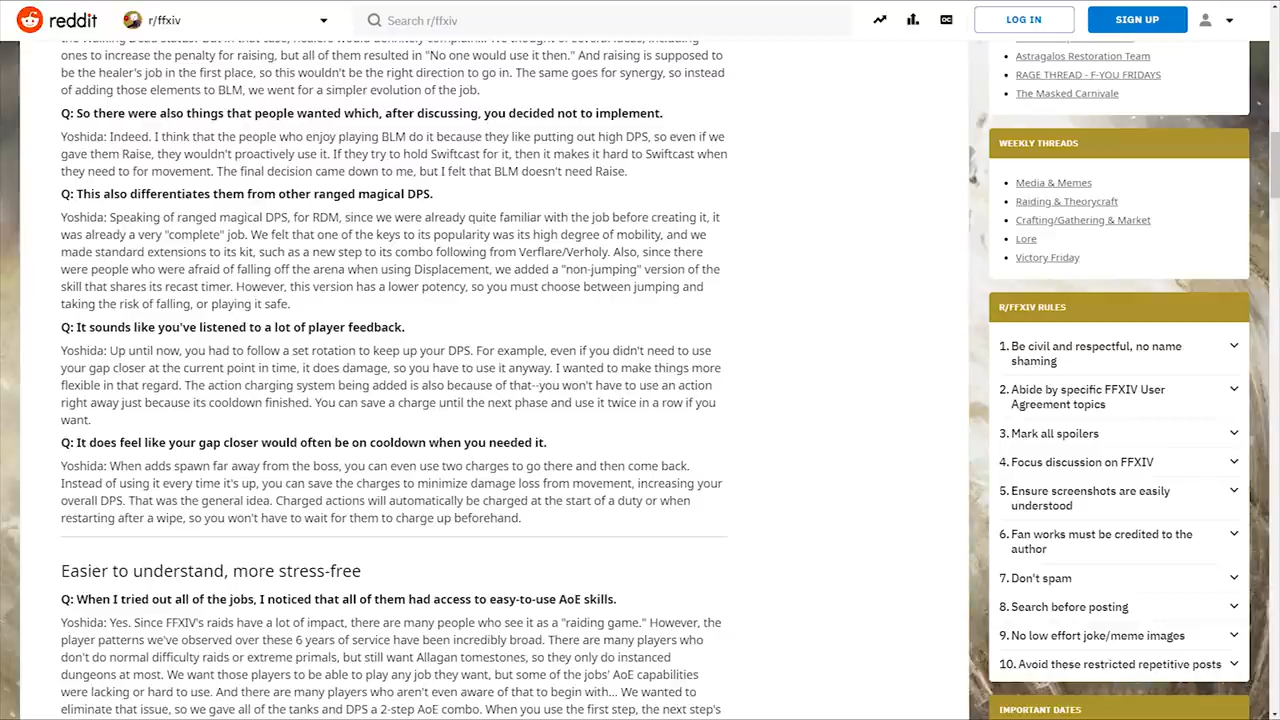 reddit
r/ffxiv
Search r/ffxiv
LOG IN
SIGN UP
ones to increase the penalty for raising, but all of them resulted in "No one would use it then." And raising is supposed to
be the healer's job in the first place, so this wouldn't be the right direction to go in. The same goes for synergy, so instead
of adding those elements to BLM, we went for a simpler evolution of the job.
Q: So there were also things that people wanted which, after discussing, you decided not to implement.
Yoshida: Indeed. I think that the people who enjoy playing BLM do it because they like putting out high DPS, so even if we
gave them Raise, they wouldn't proactively use it. If they try to hold Swiftcast for it, then it makes it hard to Swiftcast when
they need to for movement. The final decision came down to me, but I felt that BLM doesn't need Raise.
Q: This also differentiates them from other ranged magical DPS.
Yoshida: Speaking of ranged magical DPS, for RDM, since we were already quite familiar with the job before creating it, it
was already a very "complete" job. We felt that one of the keys to its popularity was its high degree of mobility, and we
made standard extensions to its kit, such as a new step to its combo following from Verflare/Verholy. Also, since there
were people who were afraid of falling off the arena when using Displacement, we added a "non-jumping" version of the
skill that shares its recast timer. However, this version has a lower potency, so you must choose between jumping and
taking the risk of falling, or playing it safe.
Q: It sounds like you've listened to a lot of player feedback.
Yoshida: Up until now, you had to follow a set rotation to keep up your DPS. For example, even if you didn't need to use
your gap closer at the current point in time, it does damage, so you have to use it anyway. I wanted to make things more
flexible in that regard. The action charging system being added is also because of that--you won't have to use an action
right away just because its cooldown finished. You can save a charge until the next phase and use it twice in a row if you
want.
Q: It does feel like your gap closer would often be on cooldown when you needed it.
Yoshida: When adds spawn far away from the boss, you can even use two charges to go there and then come back.
Instead of using it every time it's up, you can save the charges to minimize damage loss from movement, increasing your
overall DPS. That was the general idea. Charged actions will automatically be charged at the start of a duty or when
restarting after a wipe, so you won't have to wait for them to charge up beforehand.
Easier to understand, more stress-free
Q: When I tried out all of the jobs, I noticed that all of them had access to easy-to-use AoE skills.
Yoshida: Yes. Since FFXIV's raids have a lot of impact, there are many people who see it as a "raiding game." However, the
player patterns we've observed over these 6 years of service have been incredibly broad. There are many players who
don't do normal difficulty raids or extreme primals, but still want Allagan tomestones, so they only do instanced
dungeons at most. We want those players to be able to play any job they want, but some of the jobs' AoE capabilities
were lacking or hard to use. And there are many players who aren't even aware of that to begin with... We wanted to
eliminate that issue, so we gave all of the tanks and DPS a 2-step AoE combo. When you use the first step, the next step's
Astragalos Restoration Team
RAGE THREAD - F-YOU FRIDAYS
The Masked Carnivale
WEEKLY THREADS
Media & Memes
Raiding & Theorycraft
Crafting/Gathering & Market
Lore
Victory Friday
R/FFXIV RULES
1. Be civil and respectful, no name
shaming
2. Abide by specific FFXIV User
Agreement topics
3. Mark all spoilers
4. Focus discussion on FFXIV
5. Ensure screenshots are easily
understood
6. Fan works must be credited to the
author
7. Don't spam
8. Search before posting
9. No low effort joke/meme images
10. Avoid these restricted repetitive posts
IMPORTANT DATES